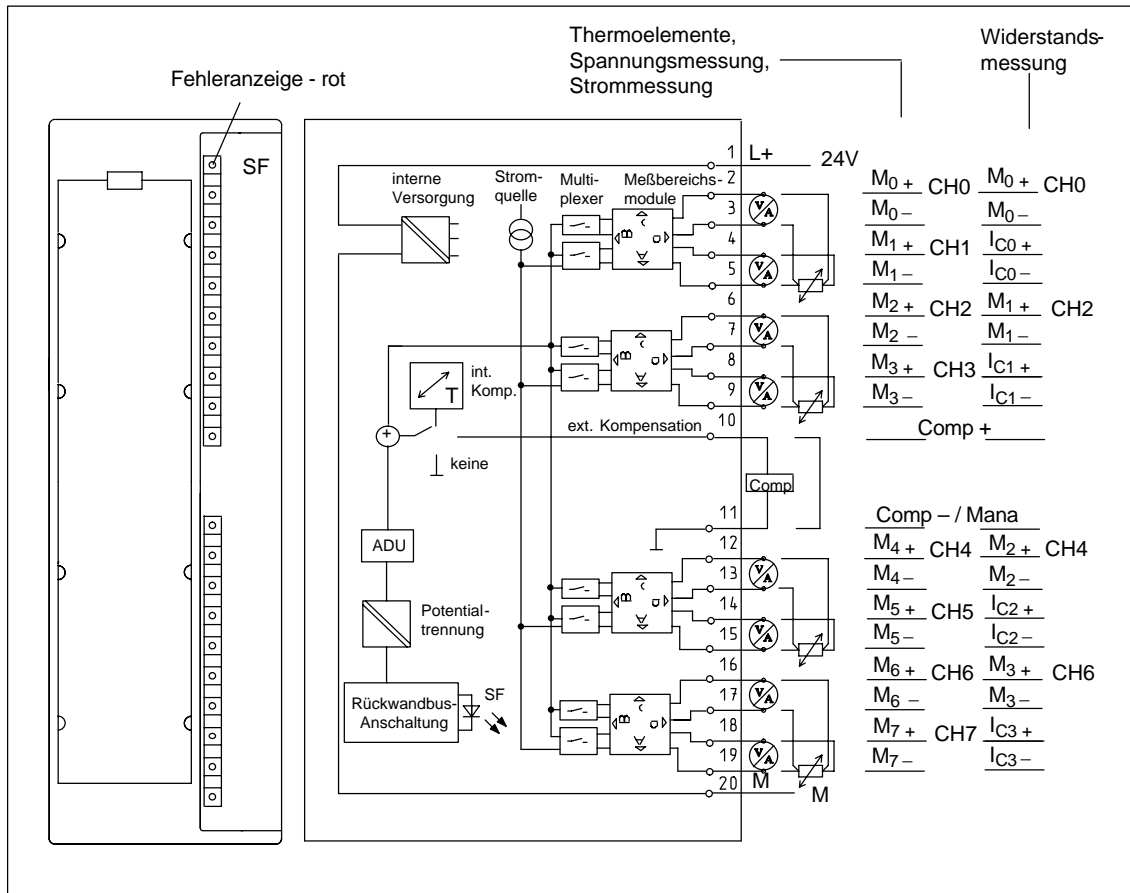 Thermoelemente,
Spannungsmessung,
Strommessung
Widerstands-
messung
Fehleranzeige - rot
SF
1 L+ 24V
2
interne
Versorgung
Strom-
quelle
Multi-
plexer
Meßbereichs-
module
A
B
C
D
3
4
5
6
V/A
V/A
M0 + CH0 M0 + CH0
M0 – M0 –
M1 + CH1 IC0 +
M1 – IC0 –
M2 + CH2 M1 + CH2
M2 – M1 –
M3 + CH3 IC1 +
M3 – IC1 –
Comp +
A
B
C
D
7
8
9
10
V/A
V/A
T
int.
Komp.
+
ext. Kompensation
keine
Comp
11
Comp – / Mana
12
ADU
A
B
C
D
13
14
15
16
V/A
V/A
M4 + CH4 M2 + CH4
M4 – M2 –
M5 + CH5 IC2 +
M5 – IC2 –
M6 + CH6 M3 + CH6
M6 – M3 –
M7 + CH7 IC3 +
M7 – IC3 –
Potential-
trennung
Rückwandbus-
Anschaltung
SF
A
B
C
D
17
18
19
20
V/A
V/A
M
M